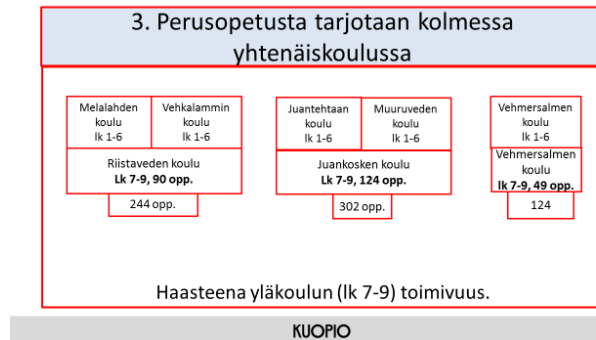 3. Perusopetusta tarjotaan kolmessa
yhtenäiskoulussa
Melalahden
koulu
lk 1-6
Vehkalammin
koulu
lk 1-6
Riistaveden koulu
Lk 7-9, 90 opp.
244 opp.
Juantehtaan
koulu
lk 1-6
Muuruveden
koulu
lk 1-6
Juankosken koulu
Lk 7-9, 124 opp.
302 opp.
Vehmersalmen
koulu
lk 1-6
Vehmersalmen
koulu
lk 7-9, 49 opp.
124
Haasteena yläkoulun (lk 7-9) toimivuus.
KUOPIO